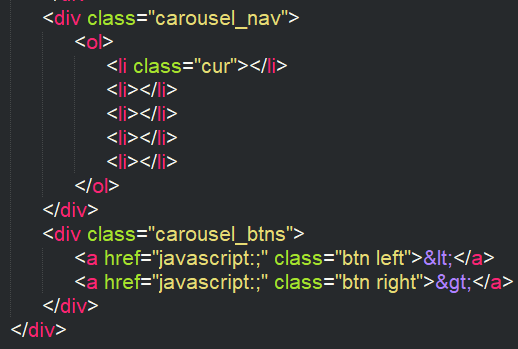 <div class="carousel_nav">
<ol>
<li class="cur"></li>
<li></li>
<li></li>
<li></li>
<li></li>
</ol>
</div>
<div class="carousel_btns">
<a href="javascript:;" class="btn left">&lt;</a>
<a href="javascript:;" class="btn right">&gt;</a>
</div>
</div>